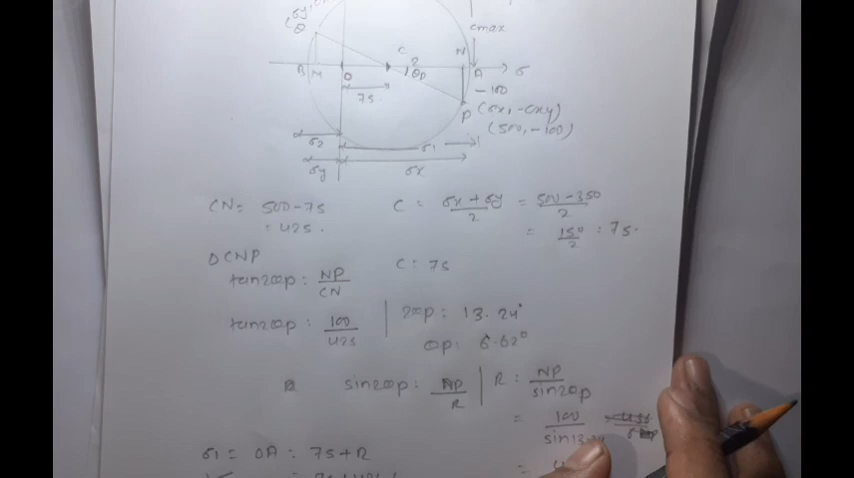 Q
C
2θp
N
τmax
B
M
O
A
σ
75
-100
P (σx, -τxy)
(500, -100)
σ2
σ1
σy
σx
CN = 500-75
= 425.
C = σx + σy / 2 = 500-350 / 2
= 150 / 2 = 75.
ΔCNP
C = 75
tan2θp = NP / CN
tan2θp = 100 / 425
2θp = 13.24°
θp = 6.62°
sin2θp = NP / R
R = NP / sin2θp
= 100
σ1 = OA = 75+R